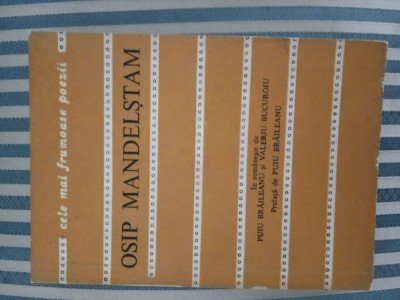 cele mai frumoase poezii
OSIP MANDELȘTAM
În românește de
PUIU BRĂILEANU și VALERIU BUCUROIU
Prefață de PUIU BRĂILEANU